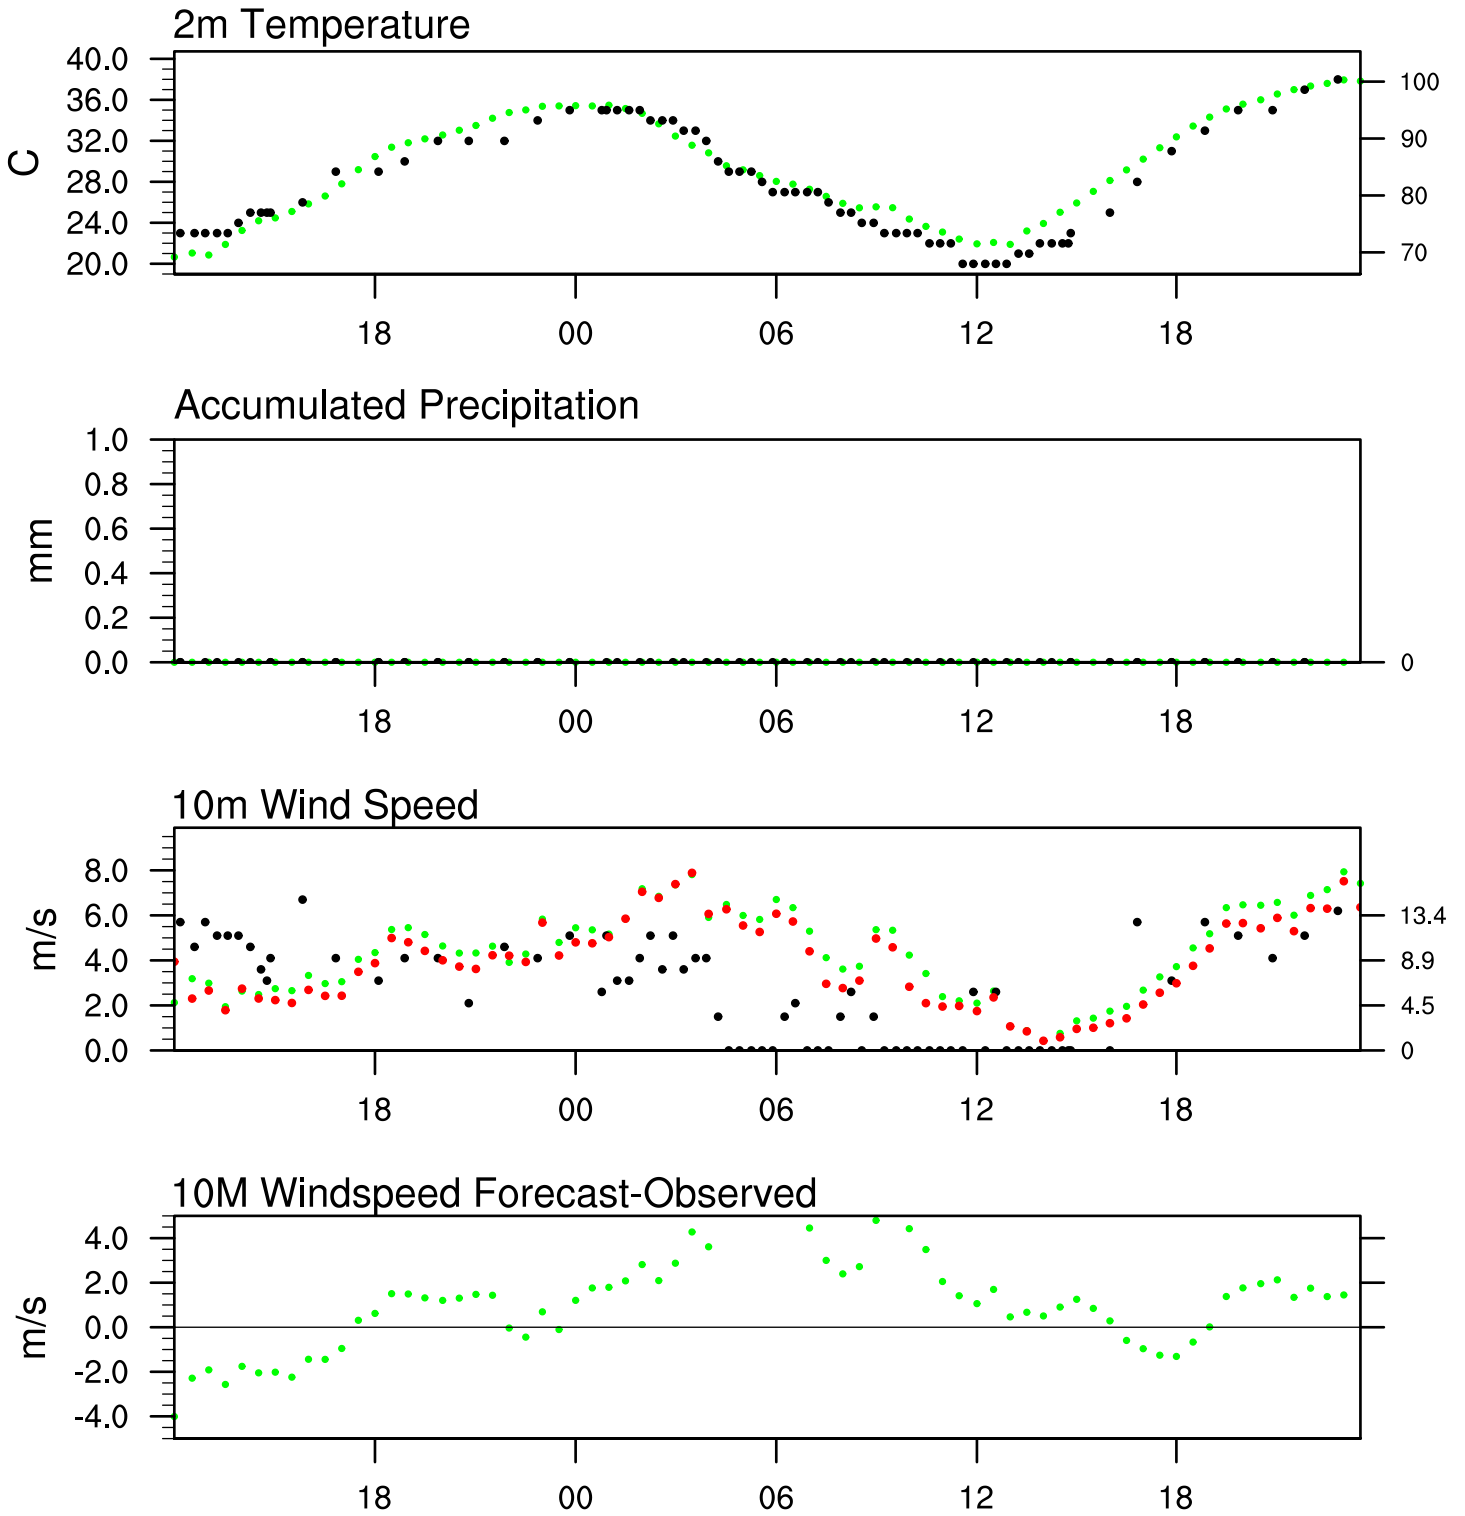 2m Temperature
40.0
36.0
32.0
28.0
24.0
20.0
C
100
90
80
70
18 00 06 12 18
Accumulated Precipitation
1.0
0.8
0.6
0.4
0.2
0.0
mm
0
18 00 06 12 18
10m Wind Speed
8.0
6.0
4.0
2.0
0.0
m/s
13.4
8.9
4.5
0
18 00 06 12 18
10M Windspeed Forecast-Observed
4.0
2.0
0.0
-2.0
-4.0
m/s
18 00 06 12 18